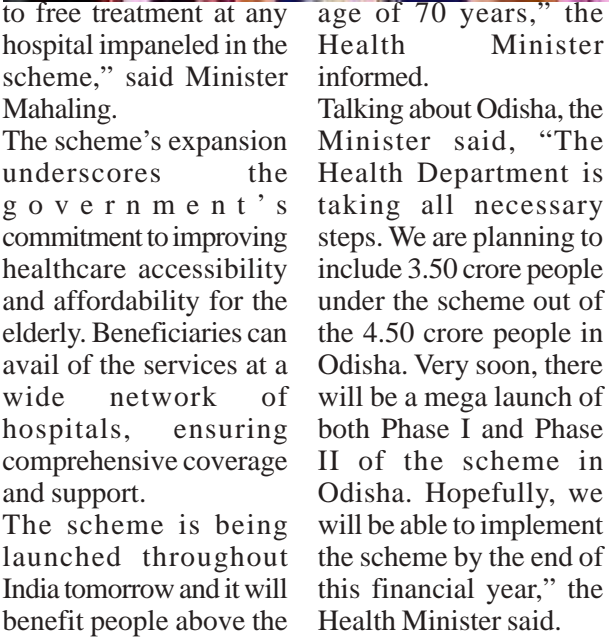 to free treatment at any
hospital impaneled in the
scheme,” said Minister
Mahaling.
The scheme’s expansion
underscores the
government’s
commitment to improving
healthcare accessibility
and affordability for the
elderly. Beneficiaries can
avail of the services at a
wide network of
hospitals, ensuring
comprehensive coverage
and support.
The scheme is being
launched throughout
India tomorrow and it will
benefit people above the
age of 70 years,” the
Health Minister
informed.
Talking about Odisha, the
Minister said, “The
Health Department is
taking all necessary
steps. We are planning to
include 3.50 crore people
under the scheme out of
the 4.50 crore people in
Odisha. Very soon, there
will be a mega launch of
both Phase I and Phase
II of the scheme in
Odisha. Hopefully, we
will be able to implement
the scheme by the end of
this financial year,” the
Health Minister said.